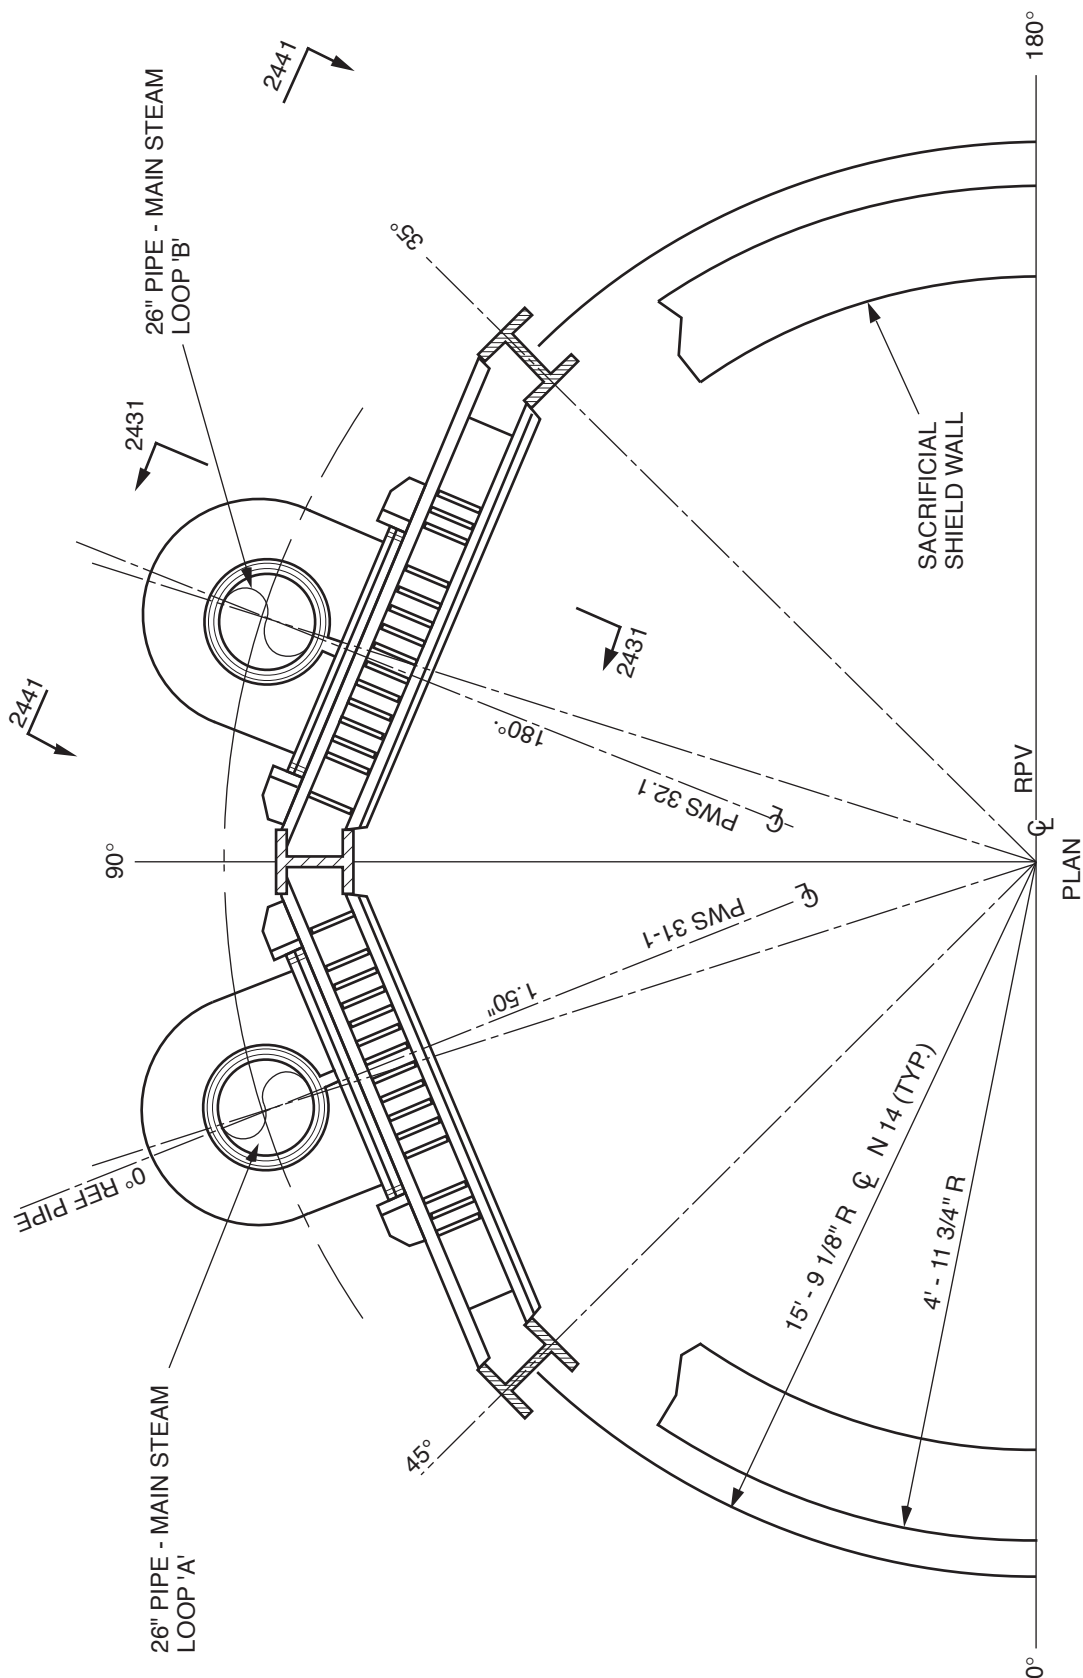 26" PIPE - MAIN STEAM
LOOP 'A'
26" PIPE - MAIN STEAM
LOOP 'B'
0° REF PIPE
2441
2441
2431
2431
90°
45°
35°
1.50"
PWS 31-1
℄
180°.
PWS 32.1
℄
SACRIFICIAL
SHIELD WALL
15' - 9 1/8" R ℄ N 14 (TYP.)
4' - 11 3/4" R
℄ RPV
0°
180°
PLAN